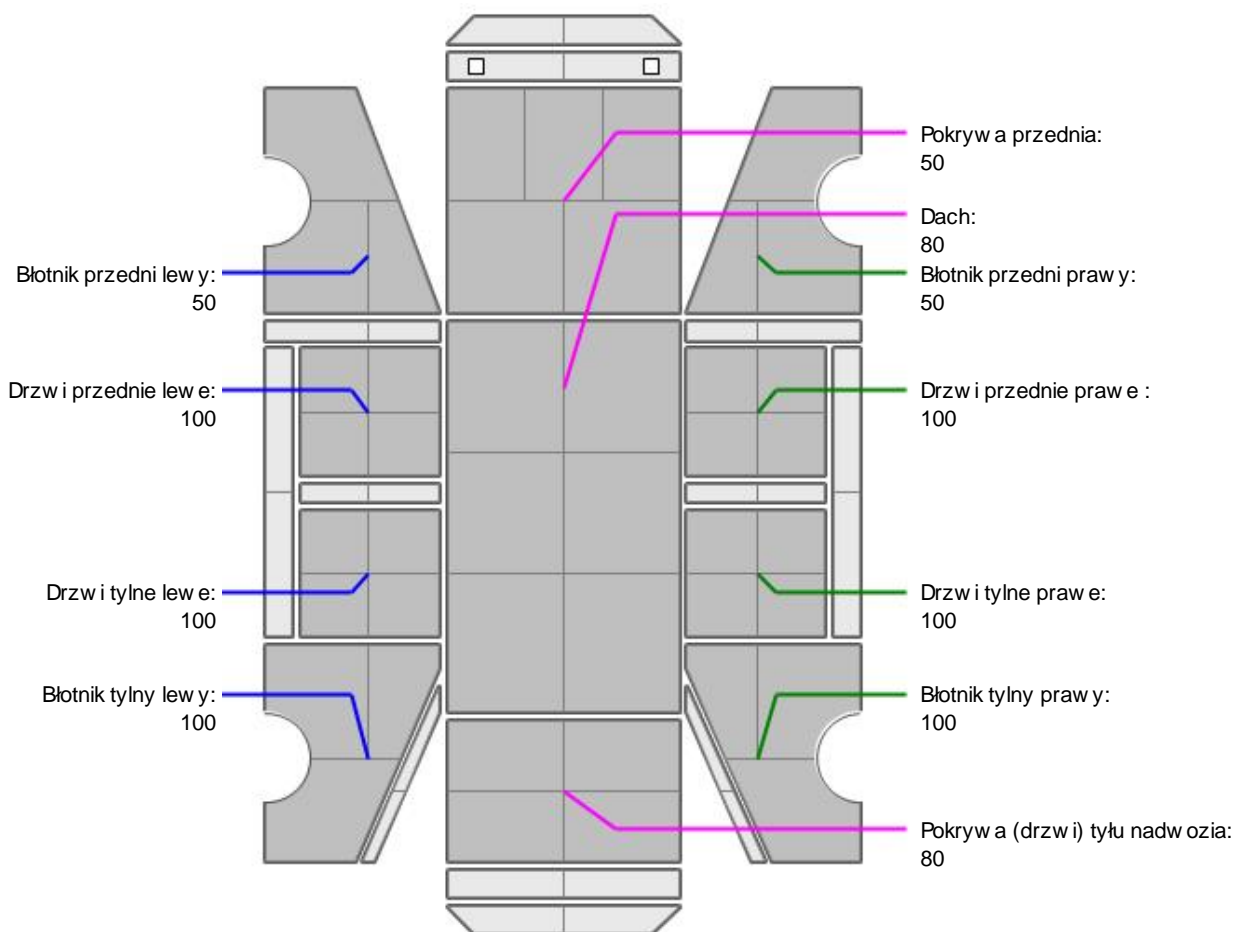 Pokrywa przednia:
50
Dach:
80
Błotnik przedni lewy:
50
Błotnik przedni prawy:
50
Drzwi przednie lewe:
100
Drzwi przednie prawe :
100
Drzwi tylne lewe:
100
Drzwi tylne prawe:
100
Błotnik tylny lewy:
100
Błotnik tylny prawy:
100
Pokrywa (drzwi) tyłu nadwozia:
80